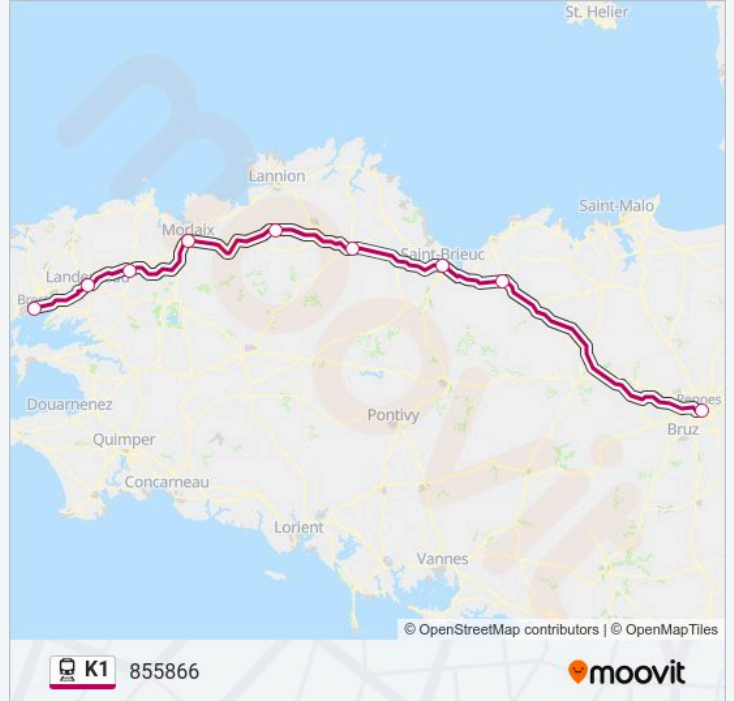 St. Helier
Lannion
Saint-Malo
Morlaix
Saint-Brieuc
Rennes
Douarnenez
Pontivy
Bruz
Quimper
Concarneau
Lorient
Vannes
© OpenStreetMap contributors | © OpenMapTiles
K1 855866 moovit